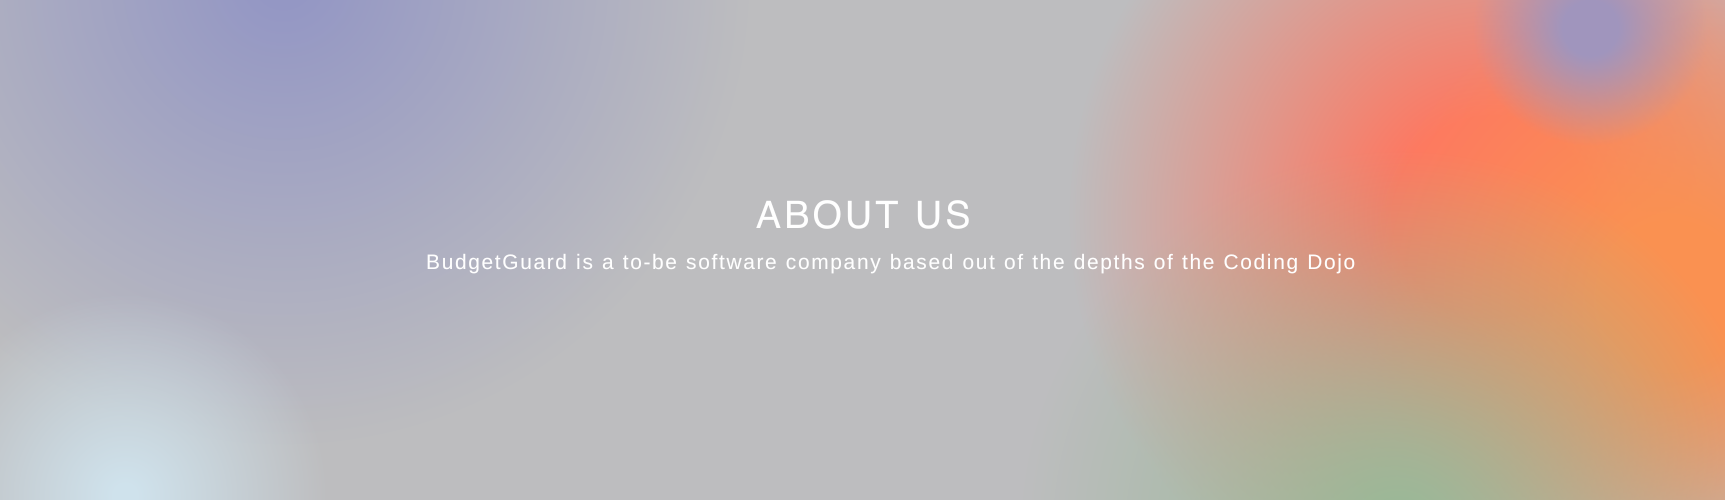 ABOUT US
BudgetGuard is a to-be software company based out of the depths of the Coding Dojo